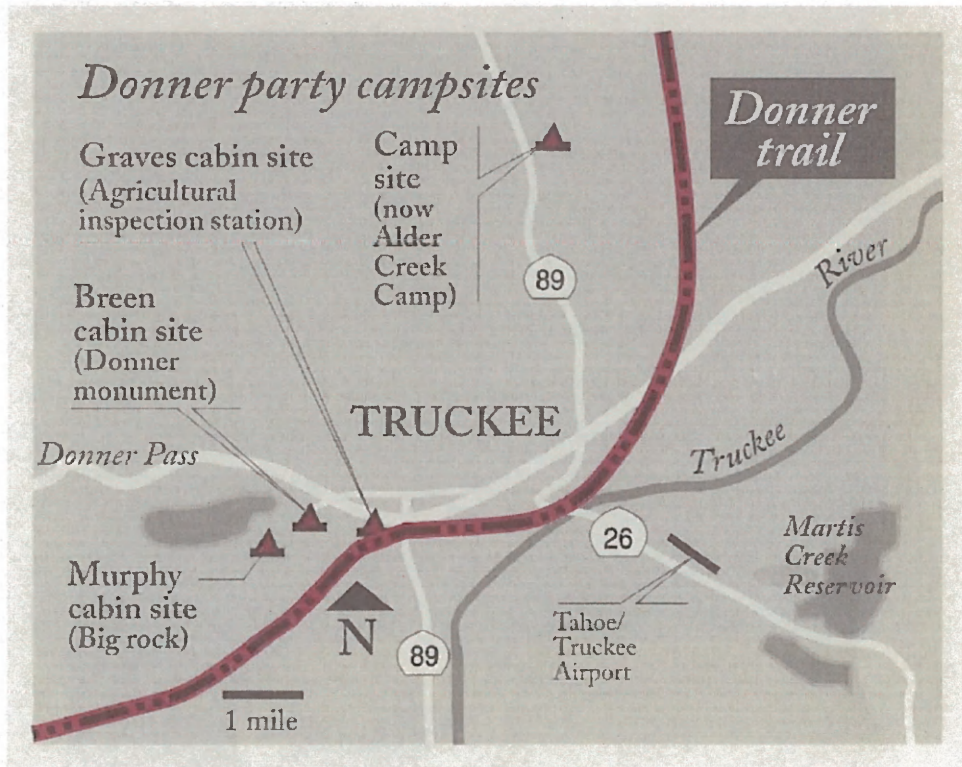 Donner party campsites
Graves cabin site
(Agricultural
inspection station)
Camp
site
(now
Alder
Creek
Camp)
Donner
trail
Breen
cabin site
(Donner
monument)
89
River
TRUCKEE
Donner Pass
Truckee
Murphy
cabin site
(Big rock)
26
Martis
Creek
Reservoir
N
89
Tahoe/
Truckee
Airport
1 mile